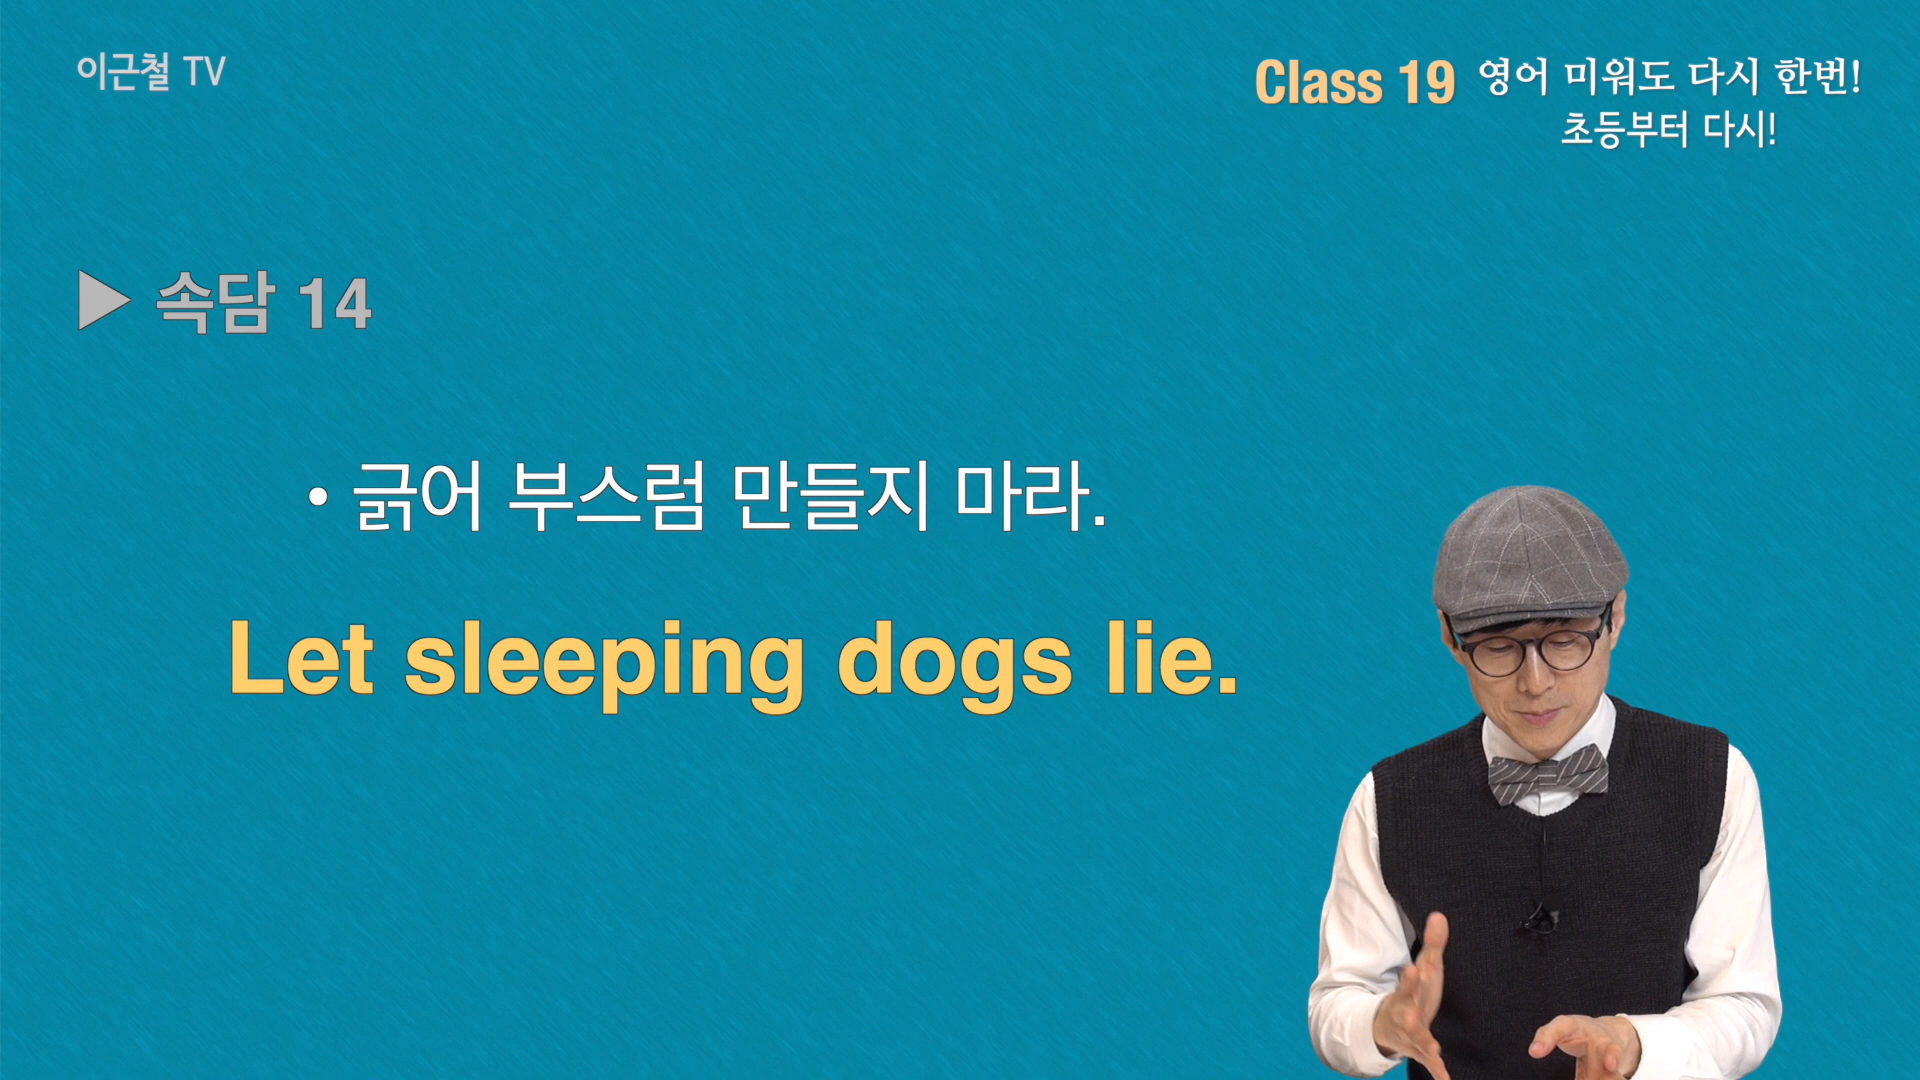 이근철 TV
Class 19 영어 미워도 다시 한번!
초등부터 다시!
▶ 속담 14
• 긁어 부스럼 만들지 마라.
Let sleeping dogs lie.